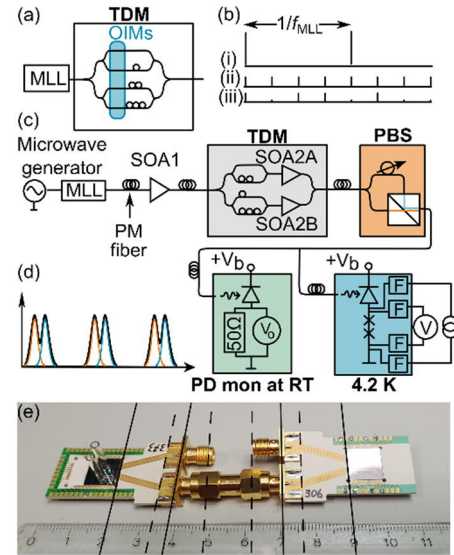 (a)
TDM
OIMs
MLL
(b)
1/fMLL
(i)
(ii)
(iii)
(c)
Microwave
generator
MLL
PM
fiber
SOA1
TDM
SOA2A
SOA2B
PBS
(d)
+Vb
50Ω
Vo
PD mon at RT
+Vb
F
F
F
F
V
4.2 K
(e)
373
306
0 1 2 3 4 5 6 7 8 9 10 11